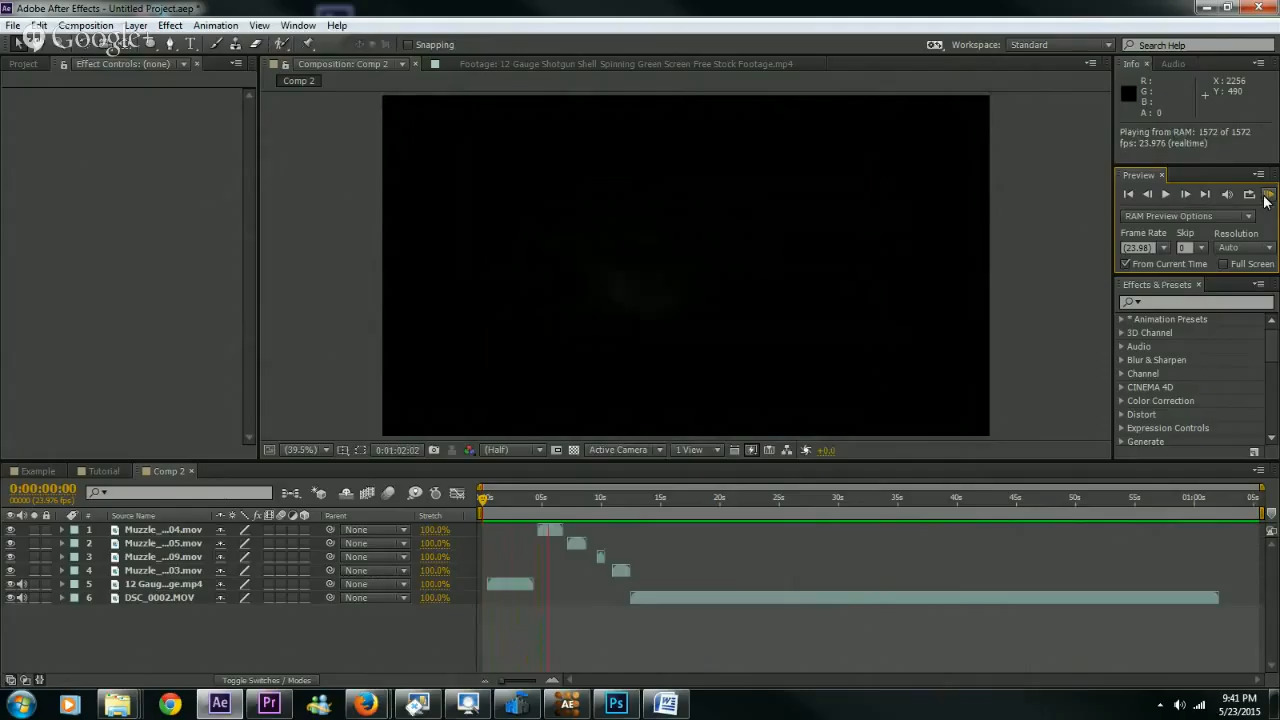 Adobe After Effects - Untitled Project.aep *
File Edit Composition Layer Effect Animation View Window Help
Google+
Snapping
Workspace: Standard
Search Help
Project
Effect Controls: (none)
Composition: Comp 2
Footage: 12 Gauge Shotgun Shell Spinning Green Screen Free Stock Footage.mp4
Comp 2
Info
Audio
R :
G :
B :
A : 0
X : 2256
Y : 490
Playing from RAM: 1572 of 1572
fps: 23.976 (realtime)
Preview
RAM Preview Options
Frame Rate Skip Resolution
(23.98) 0 Auto
From Current Time Full Screen
Effects & Presets
* Animation Presets
3D Channel
Audio
Blur & Sharpen
Channel
CINEMA 4D
Color Correction
Distort
Expression Controls
Generate
(39.5%) 0:01:02:02 (Half) Active Camera 1 View +0.0
Example Tutorial Comp 2
0:00:00:00
00000 (23.976 fps)
05s 10s 15s 20s 25s 30s 35s 40s 45s 50s 55s 01:00s 05s
# Source Name Parent Stretch
1 Muzzle_...04.mov None 100.0%
2 Muzzle_...05.mov None 100.0%
3 Muzzle_...09.mov None 100.0%
4 Muzzle_...03.mov None 100.0%
5 12 Gaug...ge.mp4 None 100.0%
6 DSC_0002.MOV None 100.0%
Toggle Switches / Modes
Ae Pr AE Ps W
9:41 PM
5/23/2015